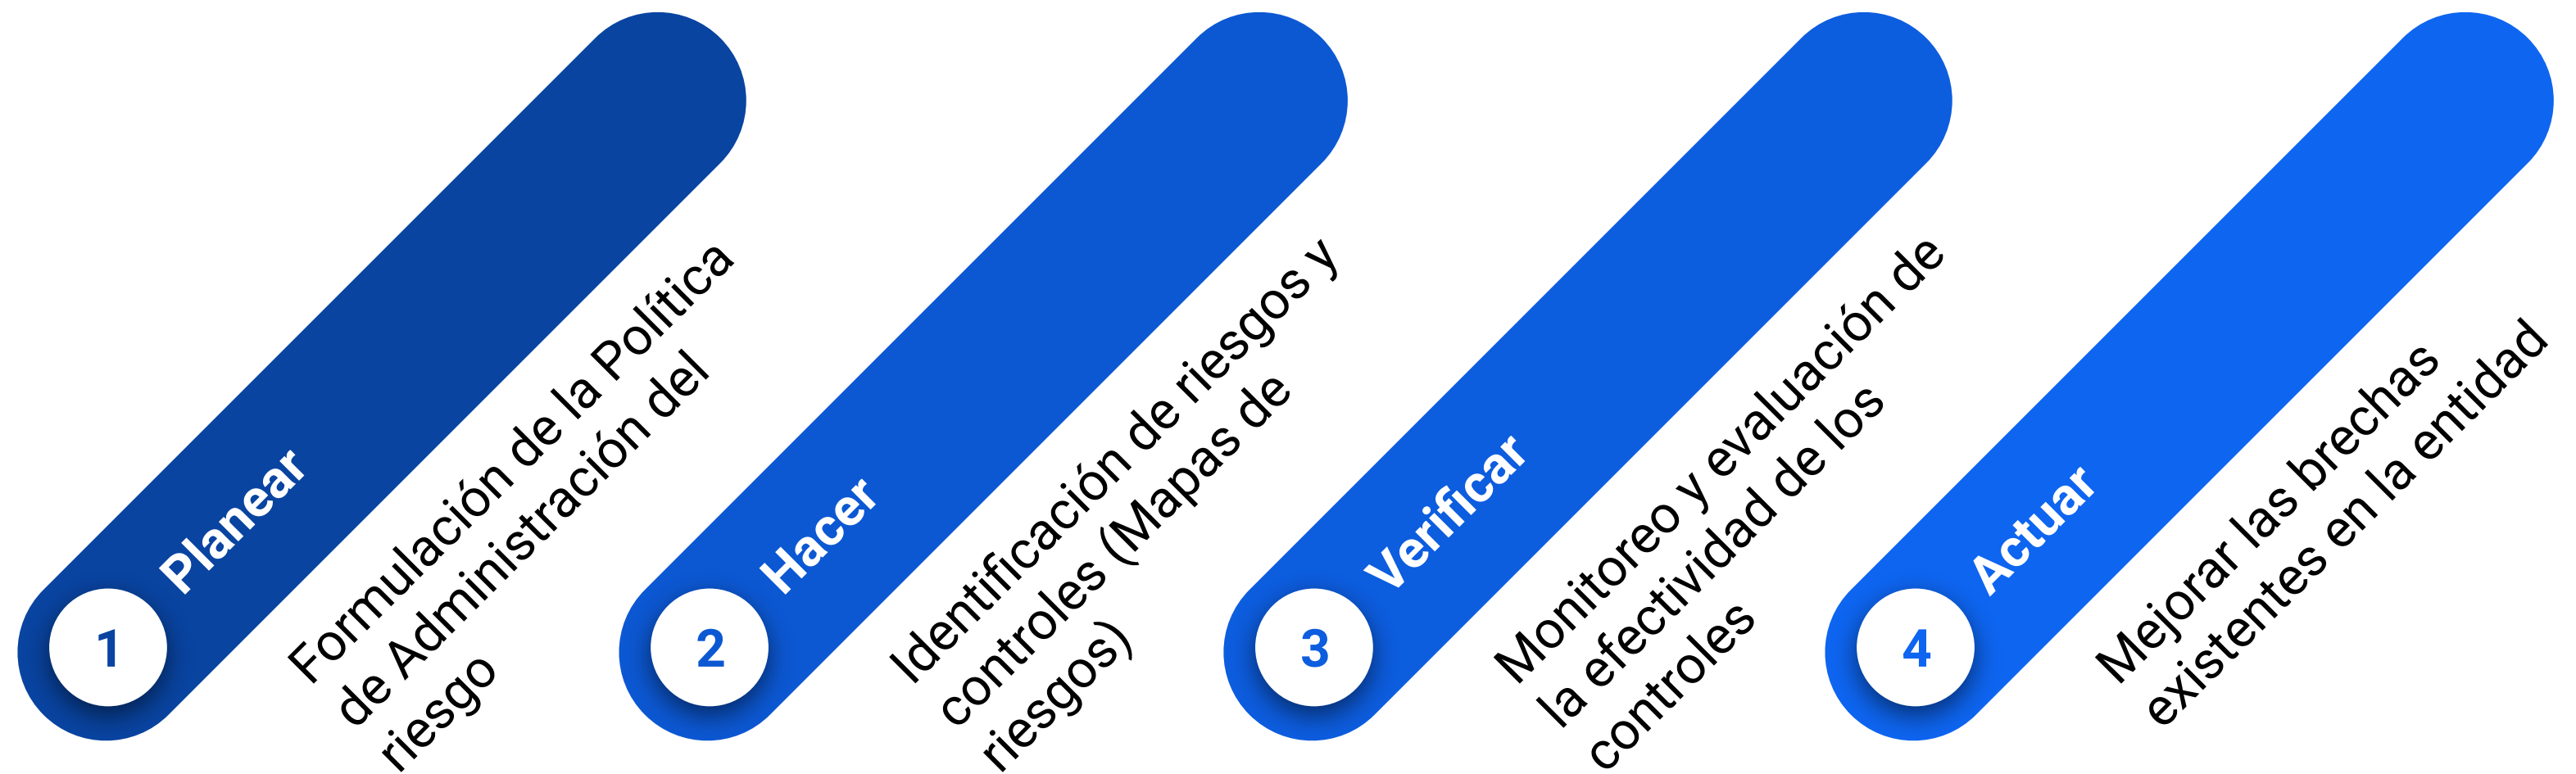 1
Planear
Formulación de la Política
de Administración del
riesgo
2
Hacer
Identificación de riesgos y
controles (Mapas de
riesgos)
3
Verificar
Monitoreo y evaluación de
la efectividad de los
controles
4
Actuar
Mejorar las brechas
existentes en la entidad